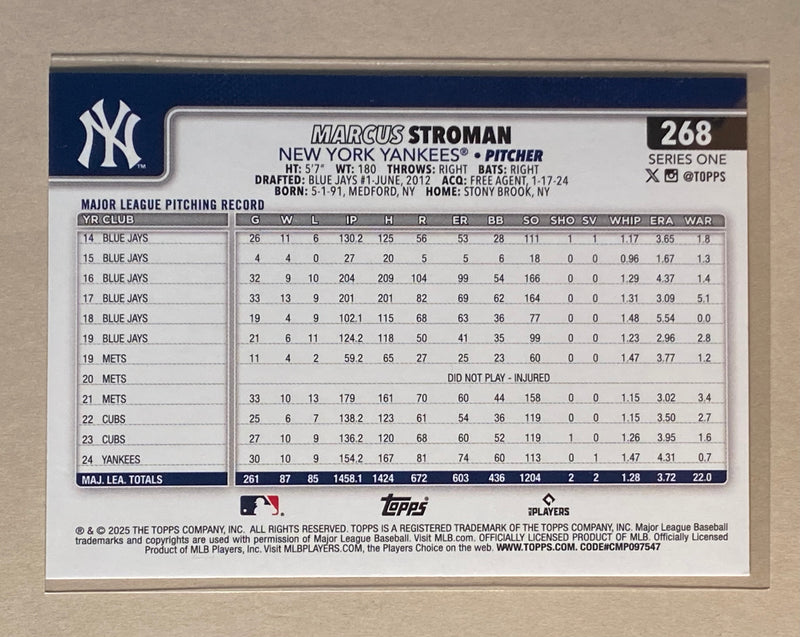 NY
TM
MARCUS STROMAN
268
NEW YORK YANKEES® • PITCHER
SERIES ONE
HT: 5'7" WT: 180 THROWS: RIGHT BATS: RIGHT
X @TOPPS
DRAFTED: BLUE JAYS #1-JUNE, 2012 ACQ: FREE AGENT, 1-17-24
BORN: 5-1-91, MEDFORD, NY HOME: STONY BROOK, NY
MAJOR LEAGUE PITCHING RECORD
YR CLUB G W L IP H R ER BB SO SHO SV WHIP ERA WAR
14 BLUE JAYS 26 11 6 130.2 125 56 53 28 111 1 1 1.17 3.65 1.8
15 BLUE JAYS 4 4 0 27 20 5 5 6 18 0 0 0.96 1.67 1.3
16 BLUE JAYS 32 9 10 204 209 104 99 54 166 0 0 1.29 4.37 1.4
17 BLUE JAYS 33 13 9 201 201 82 69 62 164 0 0 1.31 3.09 5.1
18 BLUE JAYS 19 4 9 102.1 115 68 63 36 77 0 0 1.48 5.54 0.0
19 BLUE JAYS 21 6 11 124.2 118 50 41 35 99 0 0 1.23 2.96 2.8
19 METS 11 4 2 59.2 65 27 25 23 60 0 0 1.47 3.77 1.2
20 METS DID NOT PLAY - INJURED
21 METS 33 10 13 179 161 70 60 44 158 0 0 1.15 3.02 3.4
22 CUBS 25 6 7 138.2 123 61 54 36 119 0 0 1.15 3.50 2.7
23 CUBS 27 10 9 136.2 120 68 60 52 119 1 0 1.26 3.95 1.6
24 YANKEES 30 10 9 154.2 167 81 74 60 113 0 1 1.47 4.31 0.7
MAJ. LEA. TOTALS 261 87 85 1458.1 1424 672 603 436 1204 2 2 1.28 3.72 22.0
topps
MLB PLAYERS
® & © 2025 THE TOPPS COMPANY, INC. ALL RIGHTS RESERVED. TOPPS IS A REGISTERED TRADEMARK OF THE TOPPS COMPANY, INC. Major League Baseball
trademarks and copyrights are used with permission of Major League Baseball. Visit MLB.com. OFFICIALLY LICENSED PRODUCT OF MLB. Officially Licensed
Product of MLB Players, Inc. Visit MLBPLAYERS.COM, the Players Choice on the web. WWW.TOPPS.COM. CODE#CMP097547